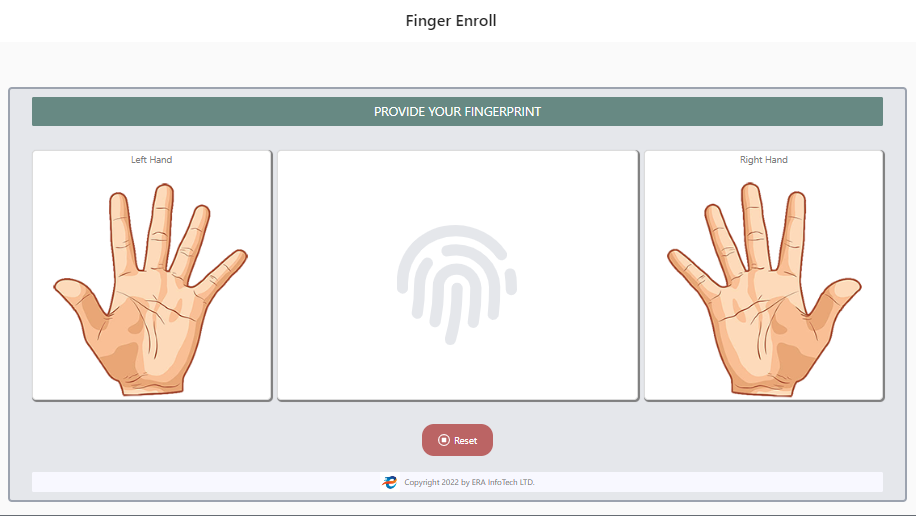 Finger Enroll
PROVIDE YOUR FINGERPRINT
Left Hand
Right Hand
Reset
Copyright 2022 by ERA InfoTech LTD.